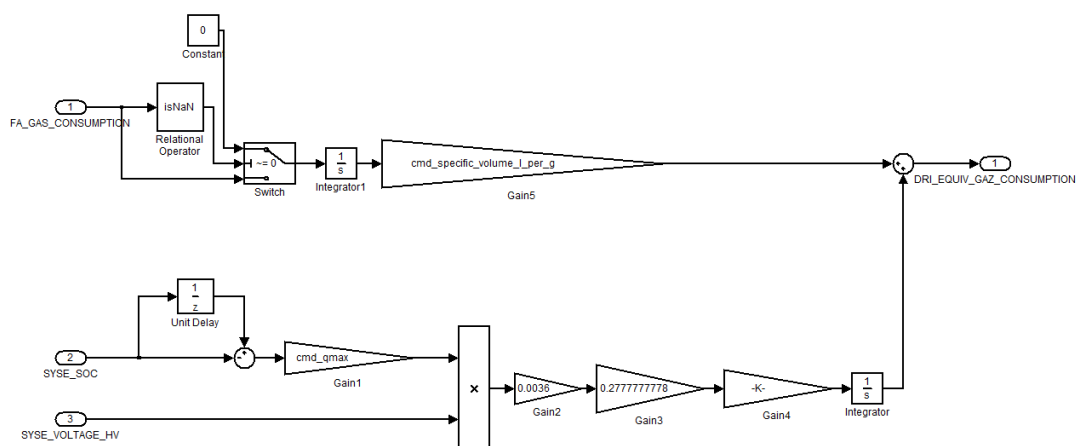 0
Constant
1
FA_GAS_CONSUMPTION
isNaN
Relational
Operator
~= 0
Switch
1
s
Integrator1
cmd_specific_volume_l_per_g
Gain5
+
+
1
DRI_EQUIV_GAZ_CONSUMPTION
1
z
Unit Delay
2
SYSE_SOC
+
-
cmd_qmax
Gain1
3
SYSE_VOLTAGE_HV
×
0.0036
Gain2
0.2777777778
Gain3
-K-
Gain4
1
s
Integrator